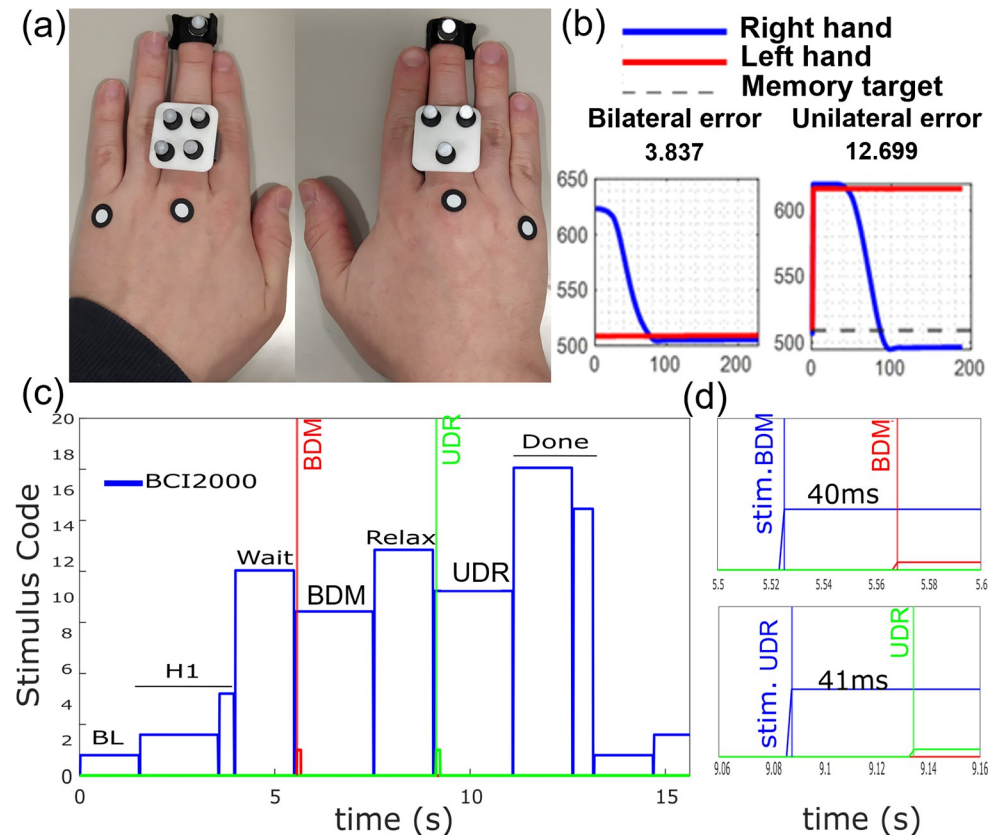 (a)
(b)
Right hand
Left hand
Memory target
Bilateral error
3.837
Unilateral error
12.699
650
600
550
500
0
100
200
600
550
500
0
100
200
(c)
20
18
16
14
12
10
8
6
4
2
0
Stimulus Code
BCI2000
BL
H1
Wait
BDM
BDM
Relax
UDR
UDR
Done
0
5
10
15
time (s)
(d)
stim.BDM
40ms
BDM
5.5
5.52
5.54
5.56
5.58
5.6
stim. UDR
41ms
UDR
9.06
9.08
9.1
9.12
9.14
9.16
time (s)